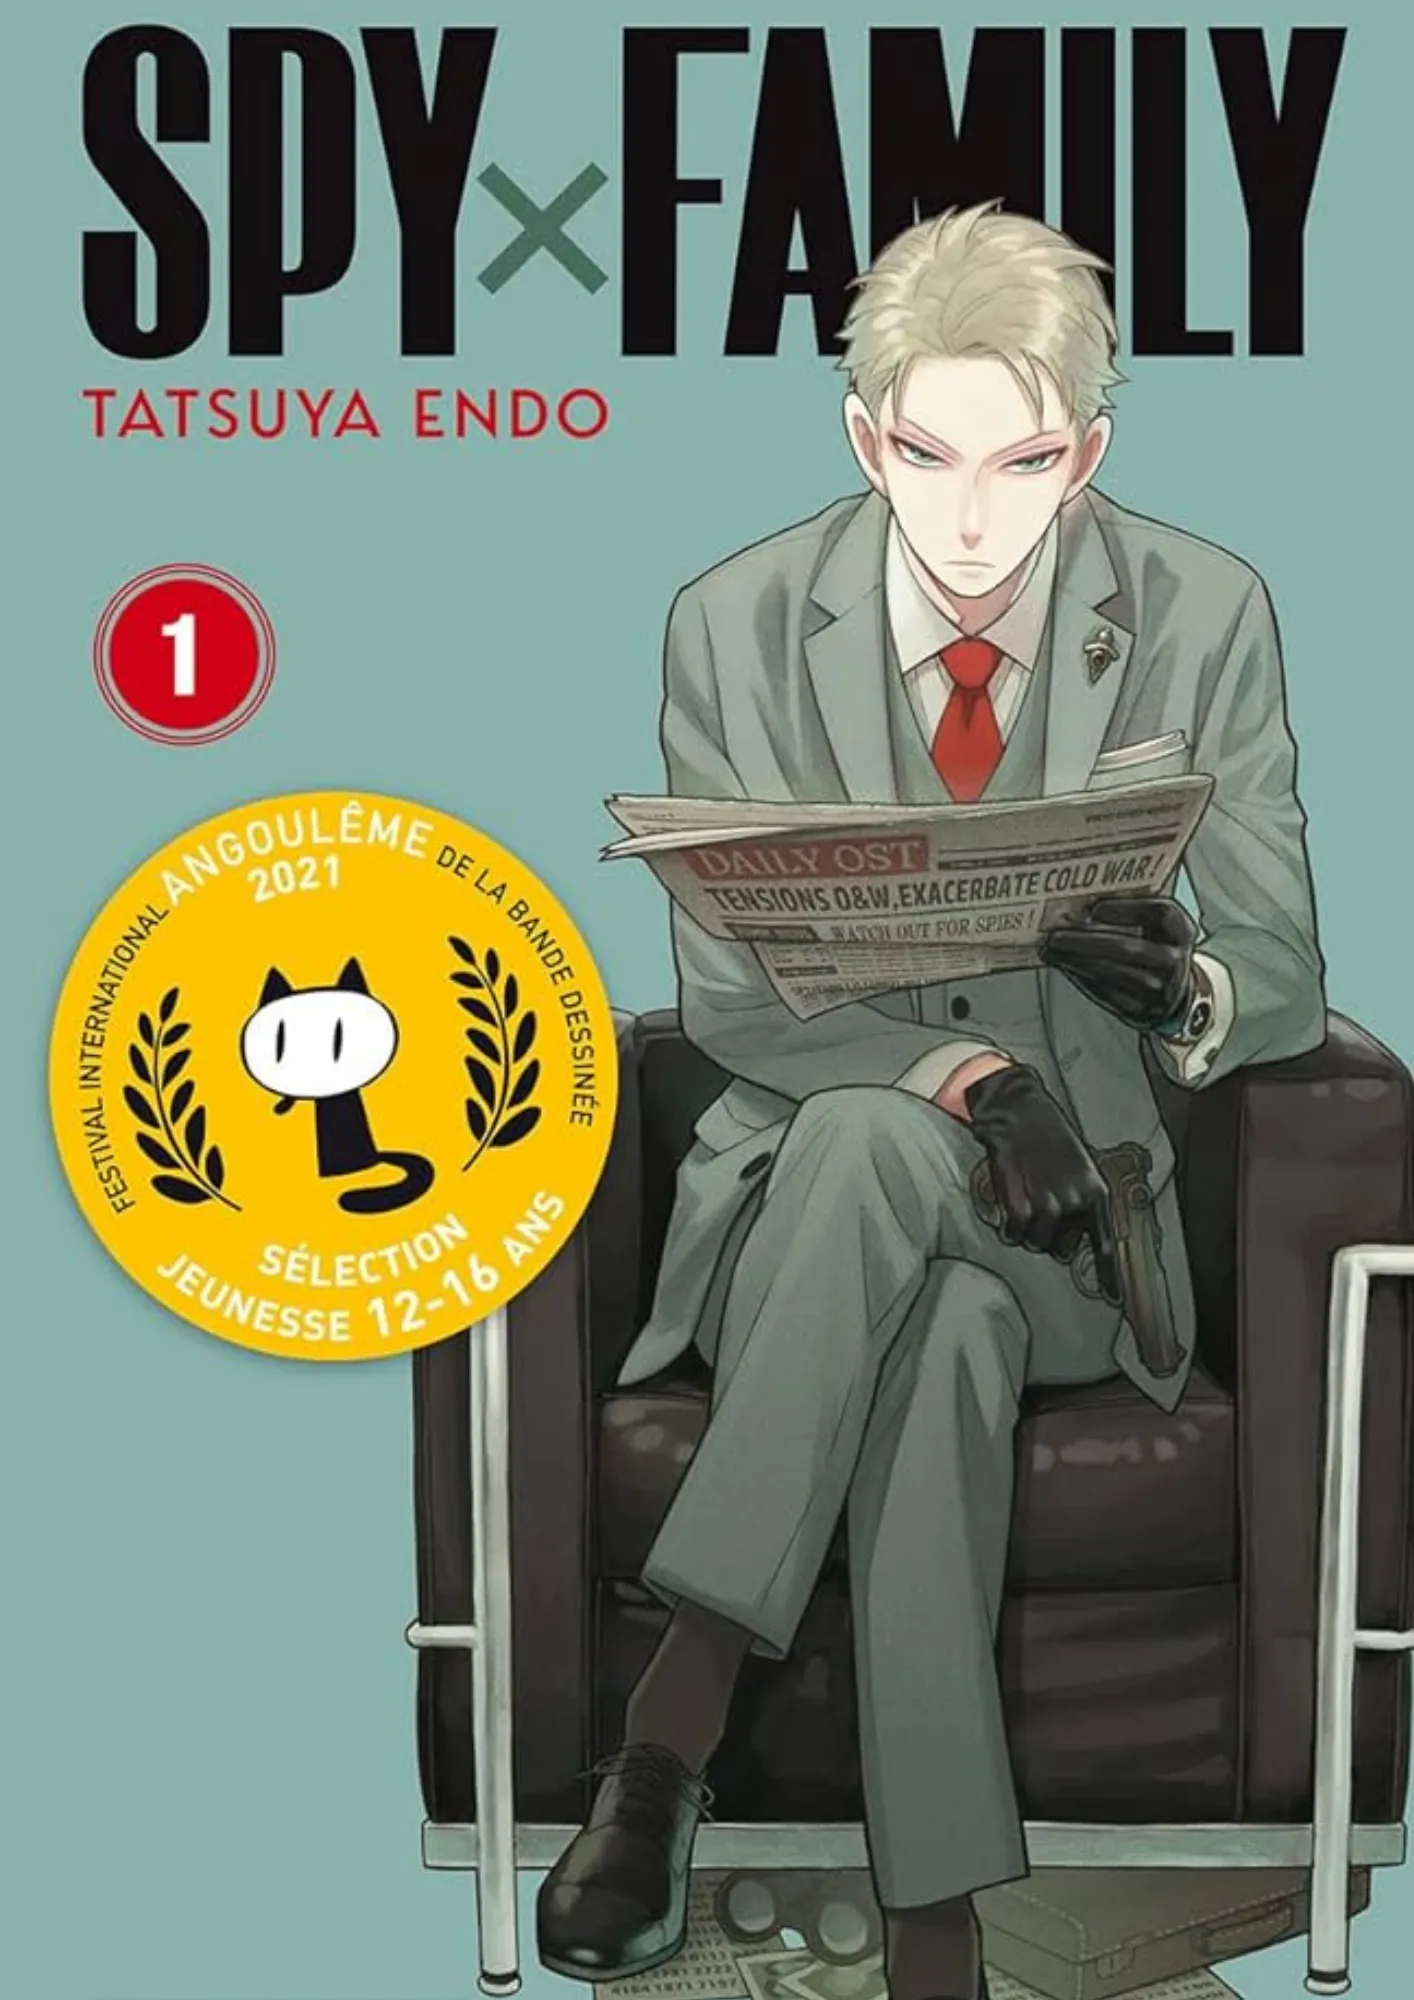 SPY×FAMILY
TATSUYA ENDO
1
FESTIVAL INTERNATIONAL
ANGOULÊME
2021
DE LA BANDE DESSINÉE
SÉLECTION
JEUNESSE 12-16 ANS
DAILY OST
TENSIONS O&W, EXACERBATE COLD WAR!
WATCH OUT FOR SPIES!